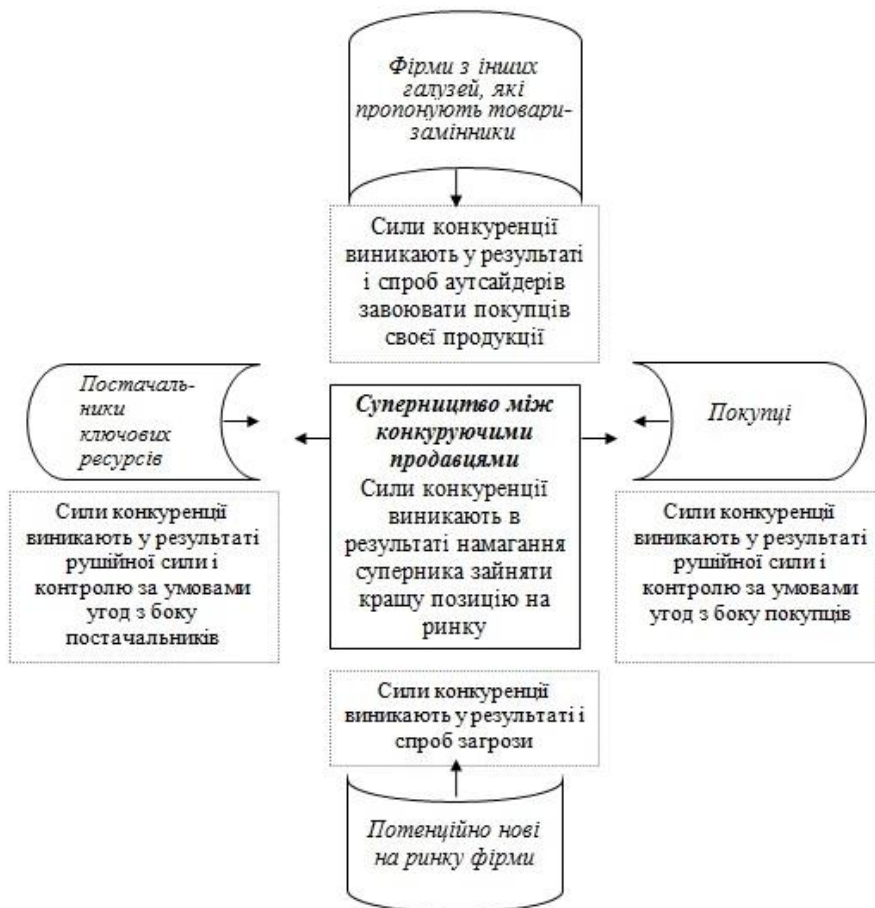 Фірми з інших
галузей, які
пропонують товари-
замінники
Сили конкуренції
виникають у результаті
і спроб аутсайдерів
завоювати покупців
своєї продукції
Постачаль-
ники
ключових
ресурсів
Суперництво між
конкуруючими
продавцями
Сили конкуренції
виникають в
результаті намагання
суперника зайняти
кращу позицію на
ринку
Покупці
Сили конкуренції
виникають у результаті
рушійної сили і
контролю за умовами
угод з боку
постачальників
Сили конкуренції
виникають у результаті
рушійної сили і
контролю за умовами
угод з боку покупців
Сили конкуренції
виникають у результаті і
спроб загрози
Потенційно нові
на ринку фірми